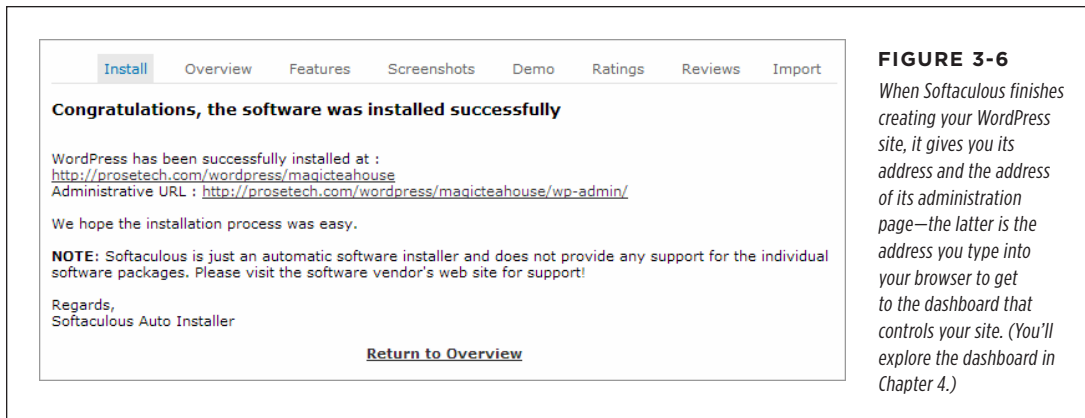 Install Overview Features Screenshots Demo Ratings Reviews Import
Congratulations, the software was installed successfully
WordPress has been successfully installed at :
http://prosetech.com/wordpress/magicteahouse
Administrative URL : http://prosetech.com/wordpress/magicteahouse/wp-admin/
We hope the installation process was easy.
NOTE: Softaculous is just an automatic software installer and does not provide any support for the individual
software packages. Please visit the software vendor's web site for support!
Regards,
Softaculous Auto Installer
Return to Overview
FIGURE 3-6
When Softaculous finishes
creating your WordPress
site, it gives you its
address and the address
of its administration
page—the latter is the
address you type into
your browser to get
to the dashboard that
controls your site. (You'll
explore the dashboard in
Chapter 4.)